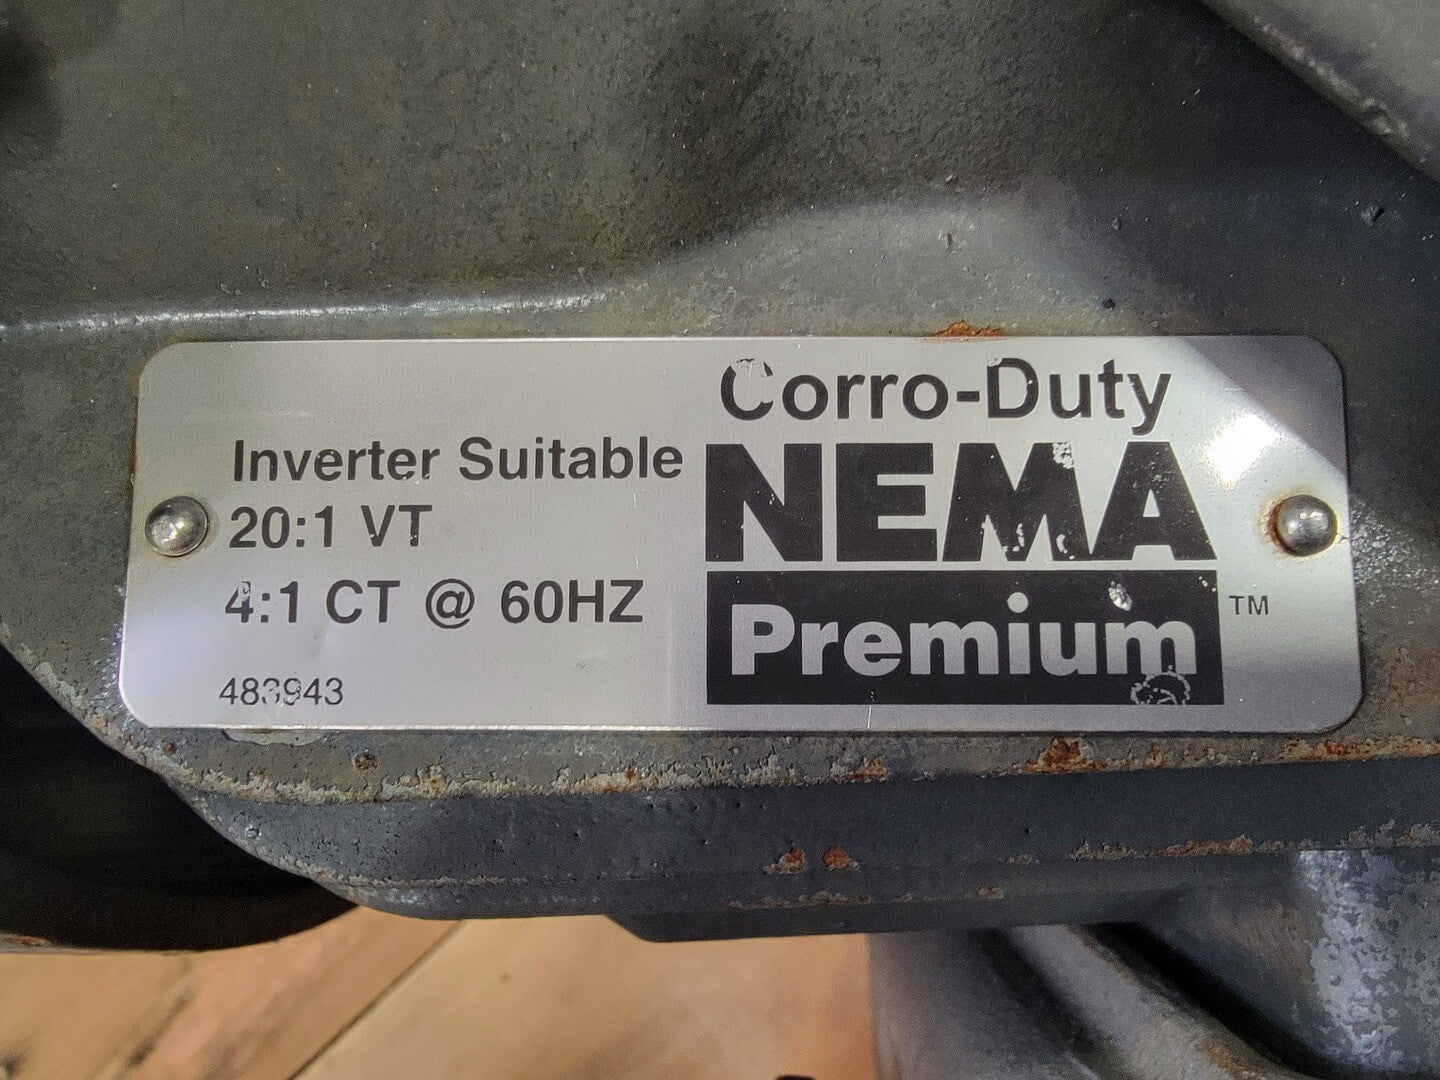 Corro-Duty
NEMA
Premium
TM
Inverter Suitable
20:1 VT
4:1 CT @ 60HZ
483943